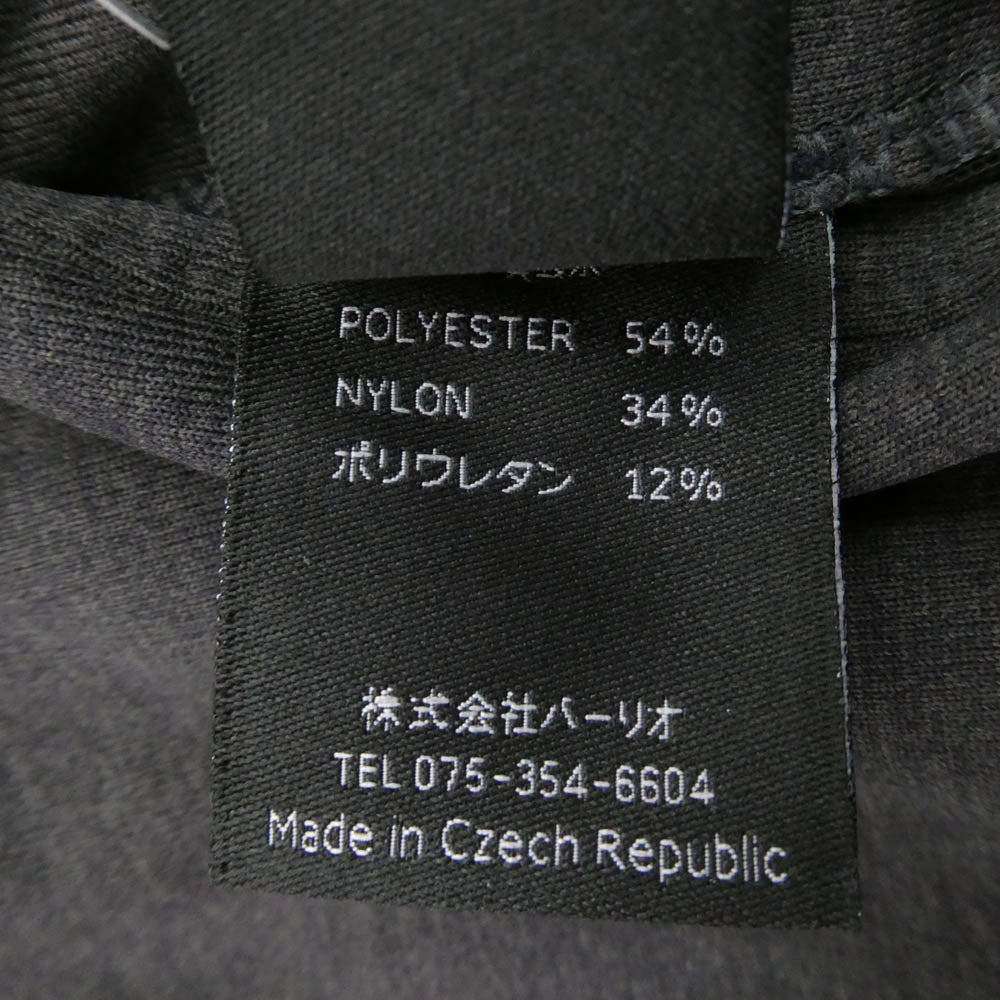 POLYESTER 54%
NYLON 34%
ポリウレタン 12%
株式会社パーリオ
TEL 075-354-6604
Made in Czech Republic